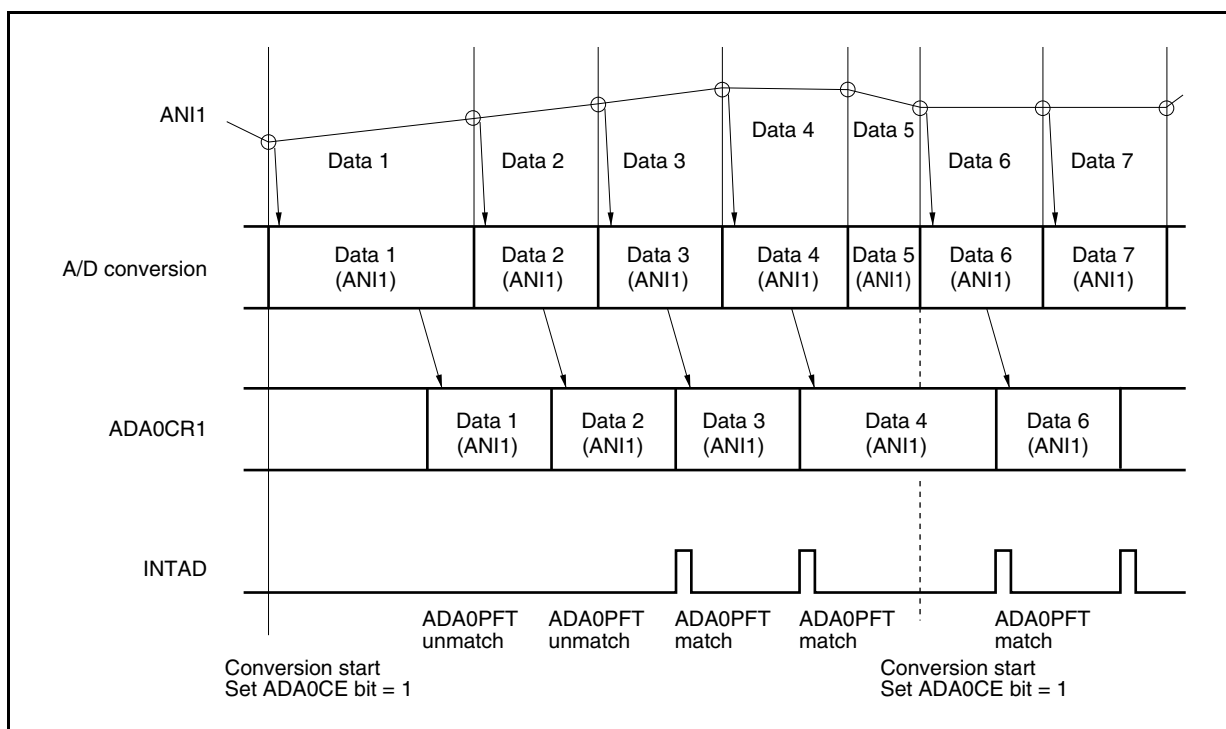 ANI1
Data 1
Data 2
Data 3
Data 4
Data 5
Data 6
Data 7
A/D conversion
Data 1
(ANI1)
Data 2
(ANI1)
Data 3
(ANI1)
Data 4
(ANI1)
Data 5
(ANI1)
Data 6
(ANI1)
Data 7
(ANI1)
ADA0CR1
Data 1
(ANI1)
Data 2
(ANI1)
Data 3
(ANI1)
Data 4
(ANI1)
Data 6
(ANI1)
INTAD
ADA0PFT
unmatch
ADA0PFT
unmatch
ADA0PFT
match
ADA0PFT
match
ADA0PFT
match
Conversion start
Set ADA0CE bit = 1
Conversion start
Set ADA0CE bit = 1